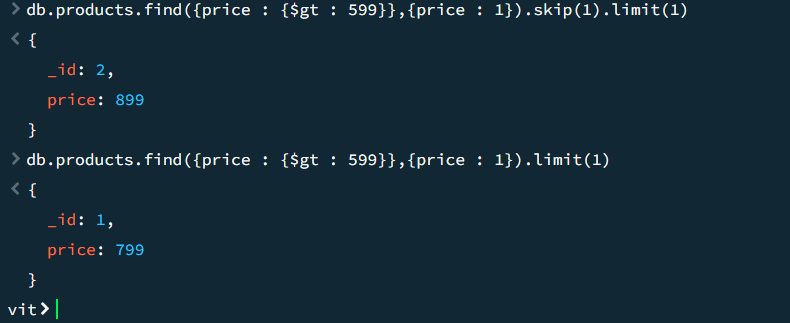 > db.products.find({price : {$gt : 599}},{price : 1}).skip(1).limit(1)
< {
_id: 2,
price: 899
}
> db.products.find({price : {$gt : 599}},{price : 1}).limit(1)
< {
_id: 1,
price: 799
}
vit>